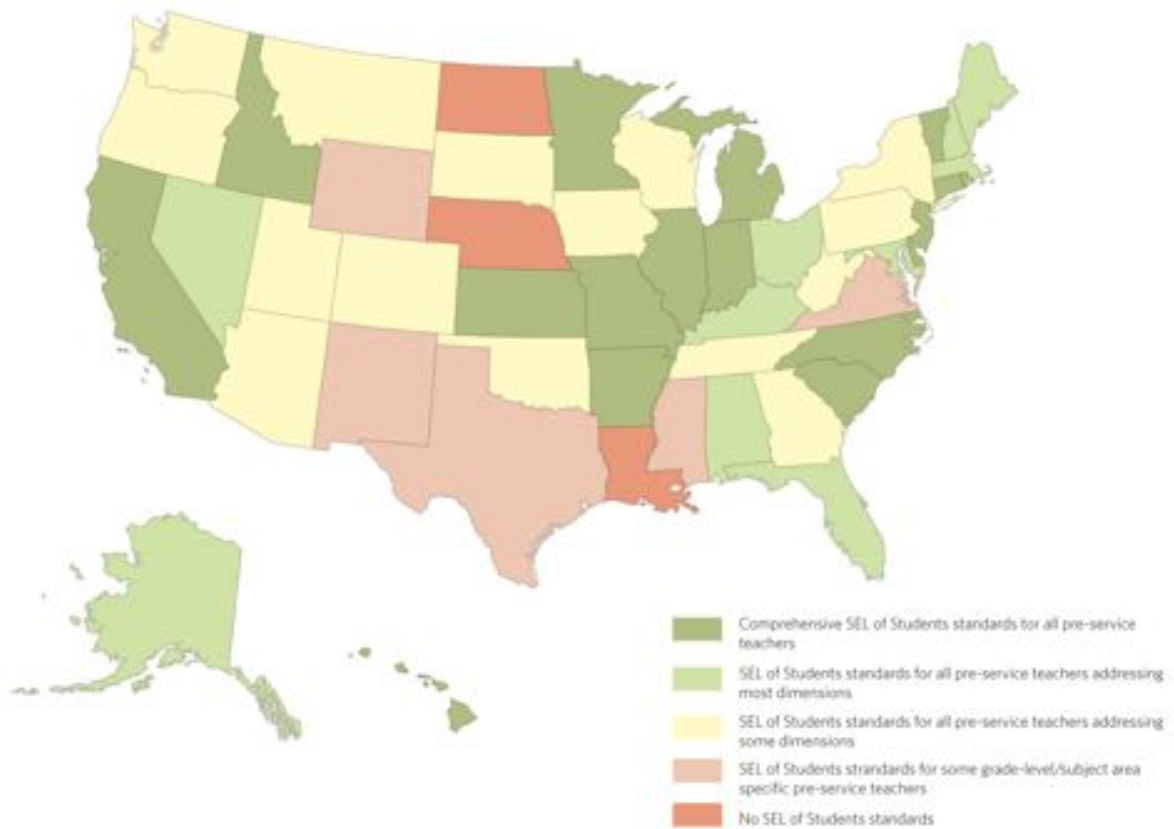 Comprehensive SEL of Students standards for all pre-service
teachers
SEL of Students standards for all pre-service teachers addressing
most dimensions
SEL of Students standards for all pre-service teachers addressing
some dimensions
SEL of Students strandards for some grade-level/subject area
specific pre-service teachers
No SEL of Students standards